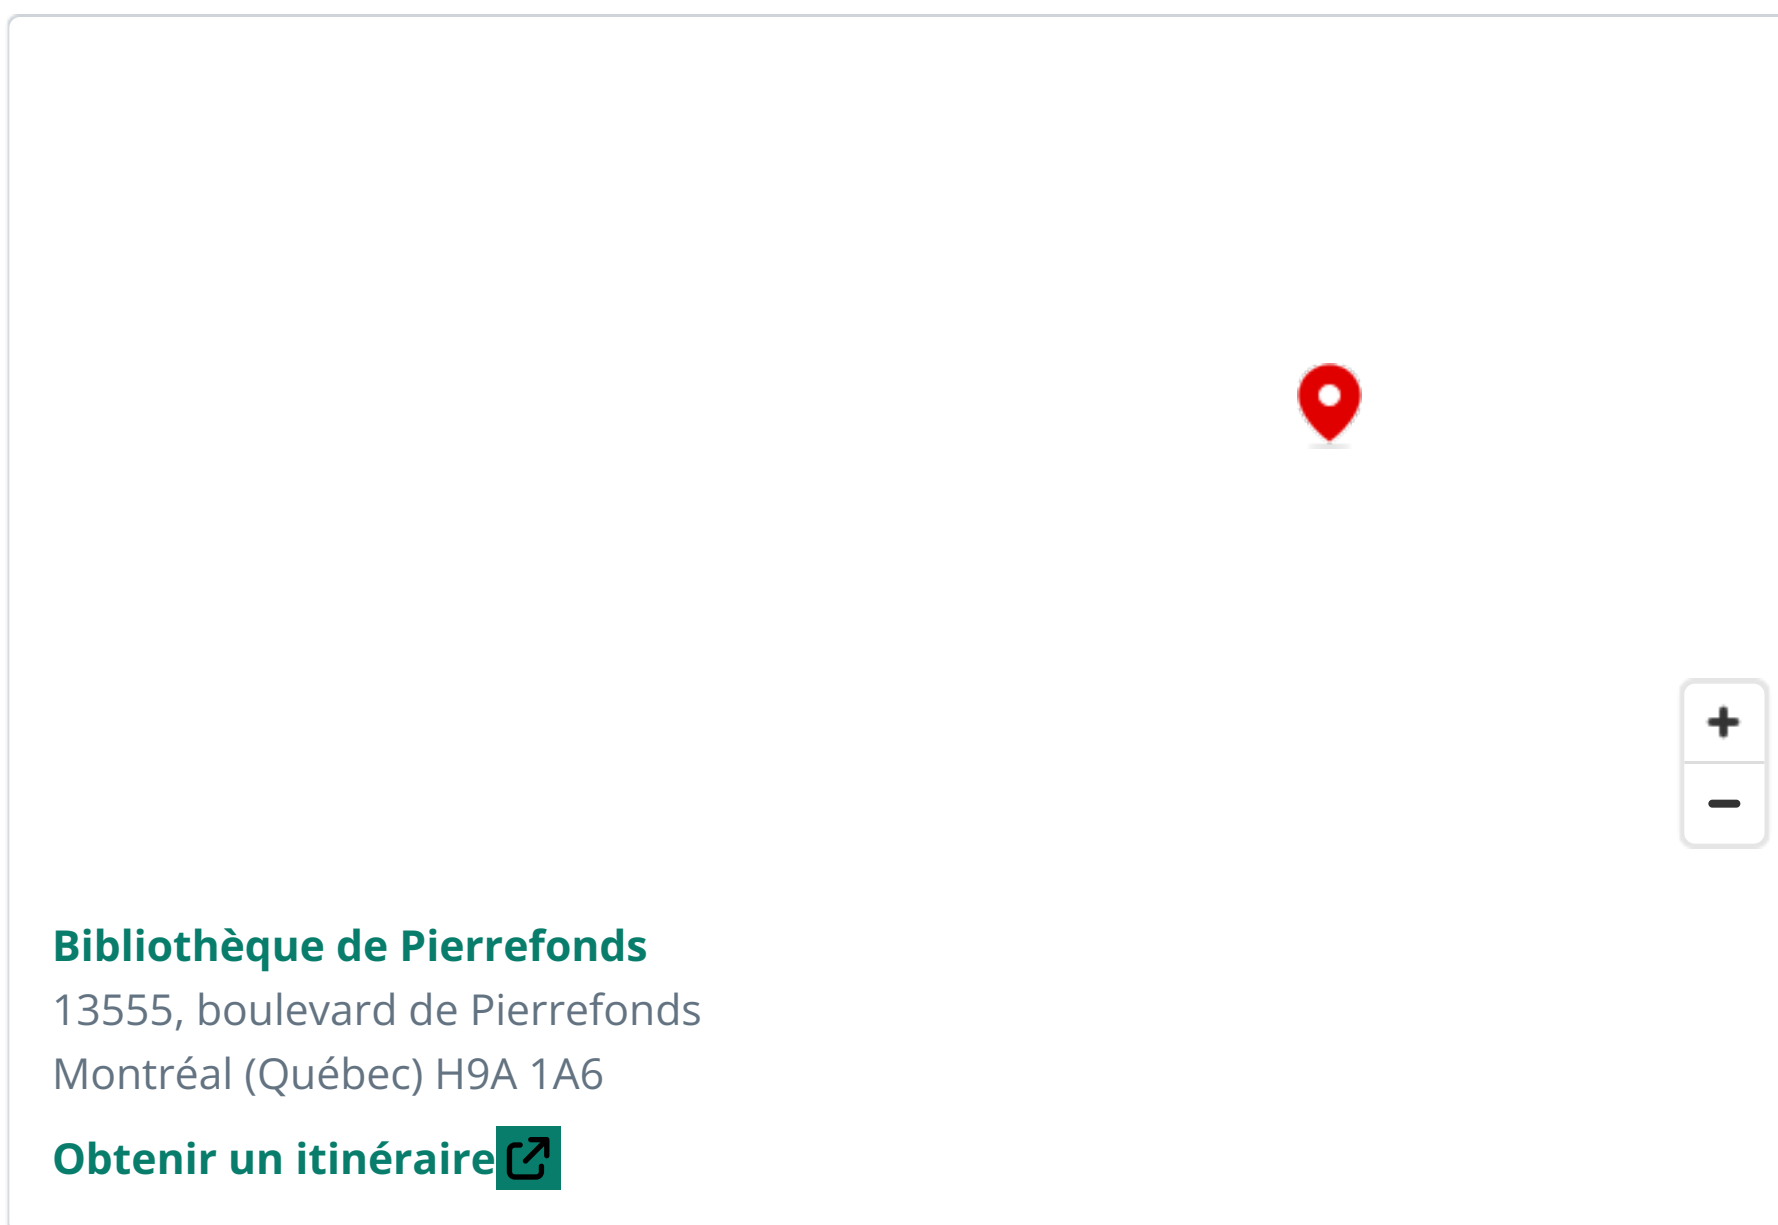 Bibliothèque de Pierrefonds
13555, boulevard de Pierrefonds
Montréal (Québec) H9A 1A6
Obtenir un itinéraire